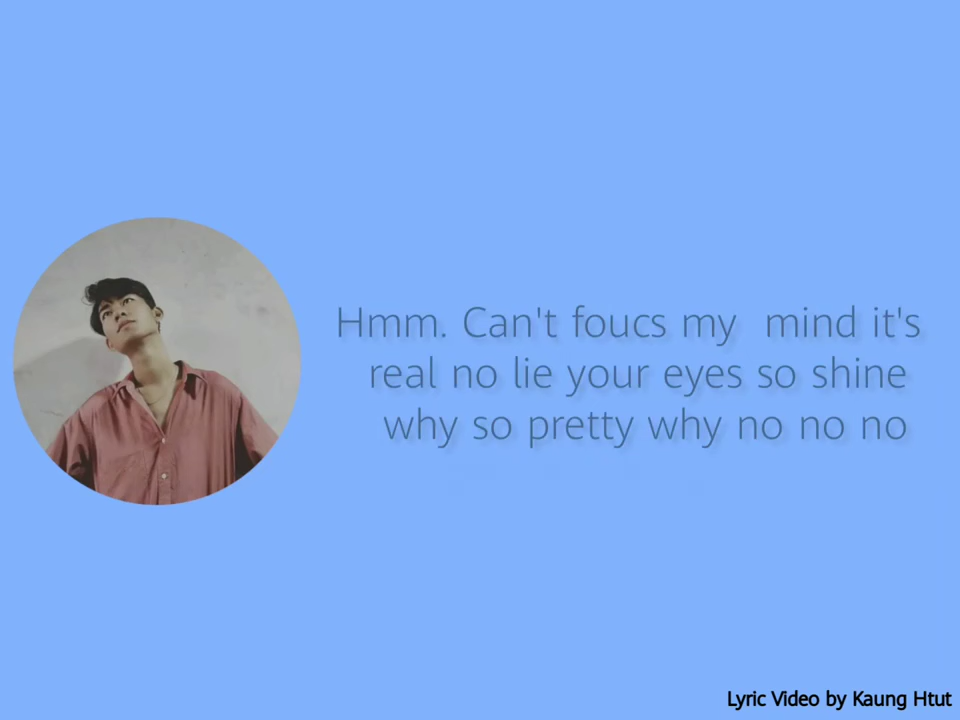 Hmm. Can't foucs my mind it's
real no lie your eyes so shine
why so pretty why no no no
Lyric Video by Kaung Htut